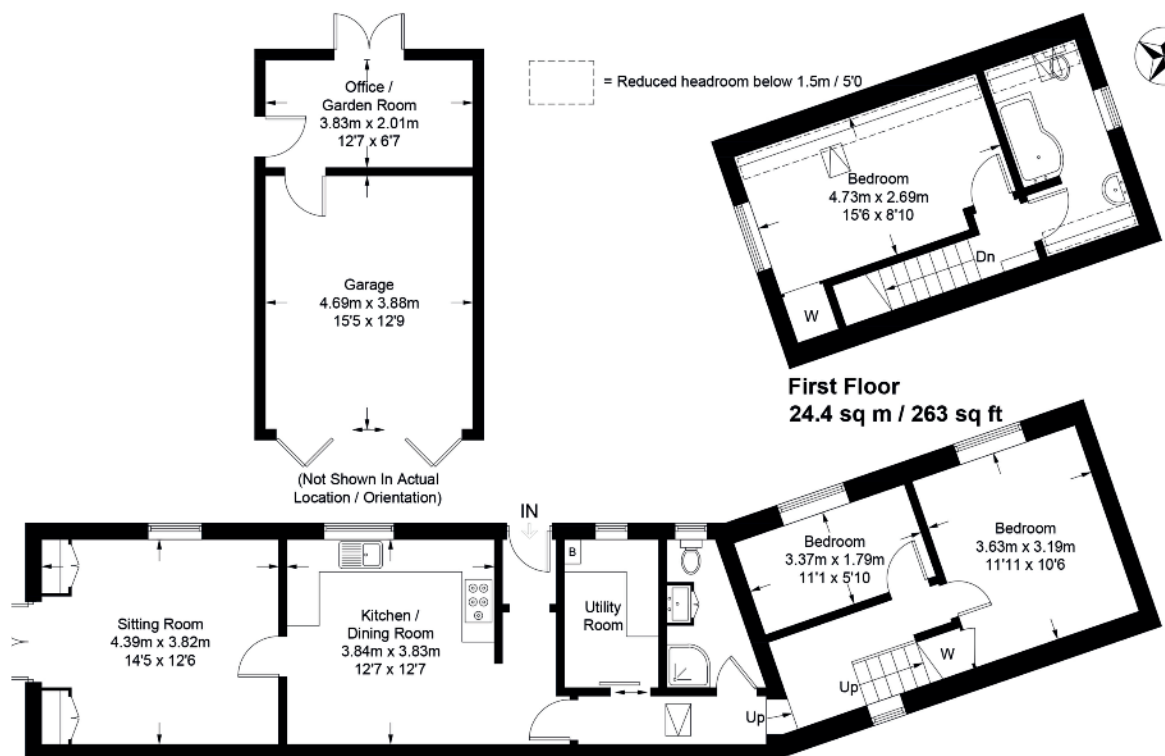 Office /
Garden Room
3.83m x 2.01m
12'7 x 6'7
= Reduced headroom below 1.5m / 5'0
Garage
4.69m x 3.88m
15'5 x 12'9
(Not Shown In Actual
Location / Orientation)
Bedroom
4.73m x 2.69m
15'6 x 8'10
Dn
W
First Floor
24.4 sq m / 263 sq ft
IN
Sitting Room
4.39m x 3.82m
14'5 x 12'6
Kitchen /
Dining Room
3.84m x 3.83m
12'7 x 12'7
B
Utility
Room
Bedroom
3.37m x 1.79m
11'1 x 5'10
Bedroom
3.63m x 3.19m
11'11 x 10'6
Up
W
Up